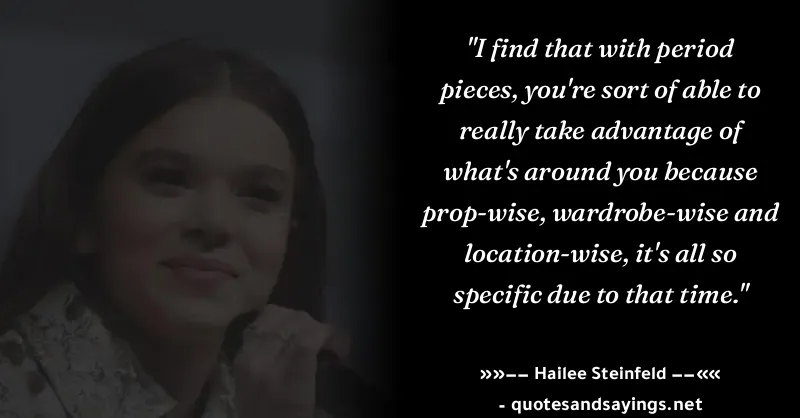 "I find that with period
pieces, you're sort of able to
really take advantage of
what's around you because
prop-wise, wardrobe-wise and
location-wise, it's all so
specific due to that time."
»»–– Hailee Steinfeld ––««
- quotesandsayings.net